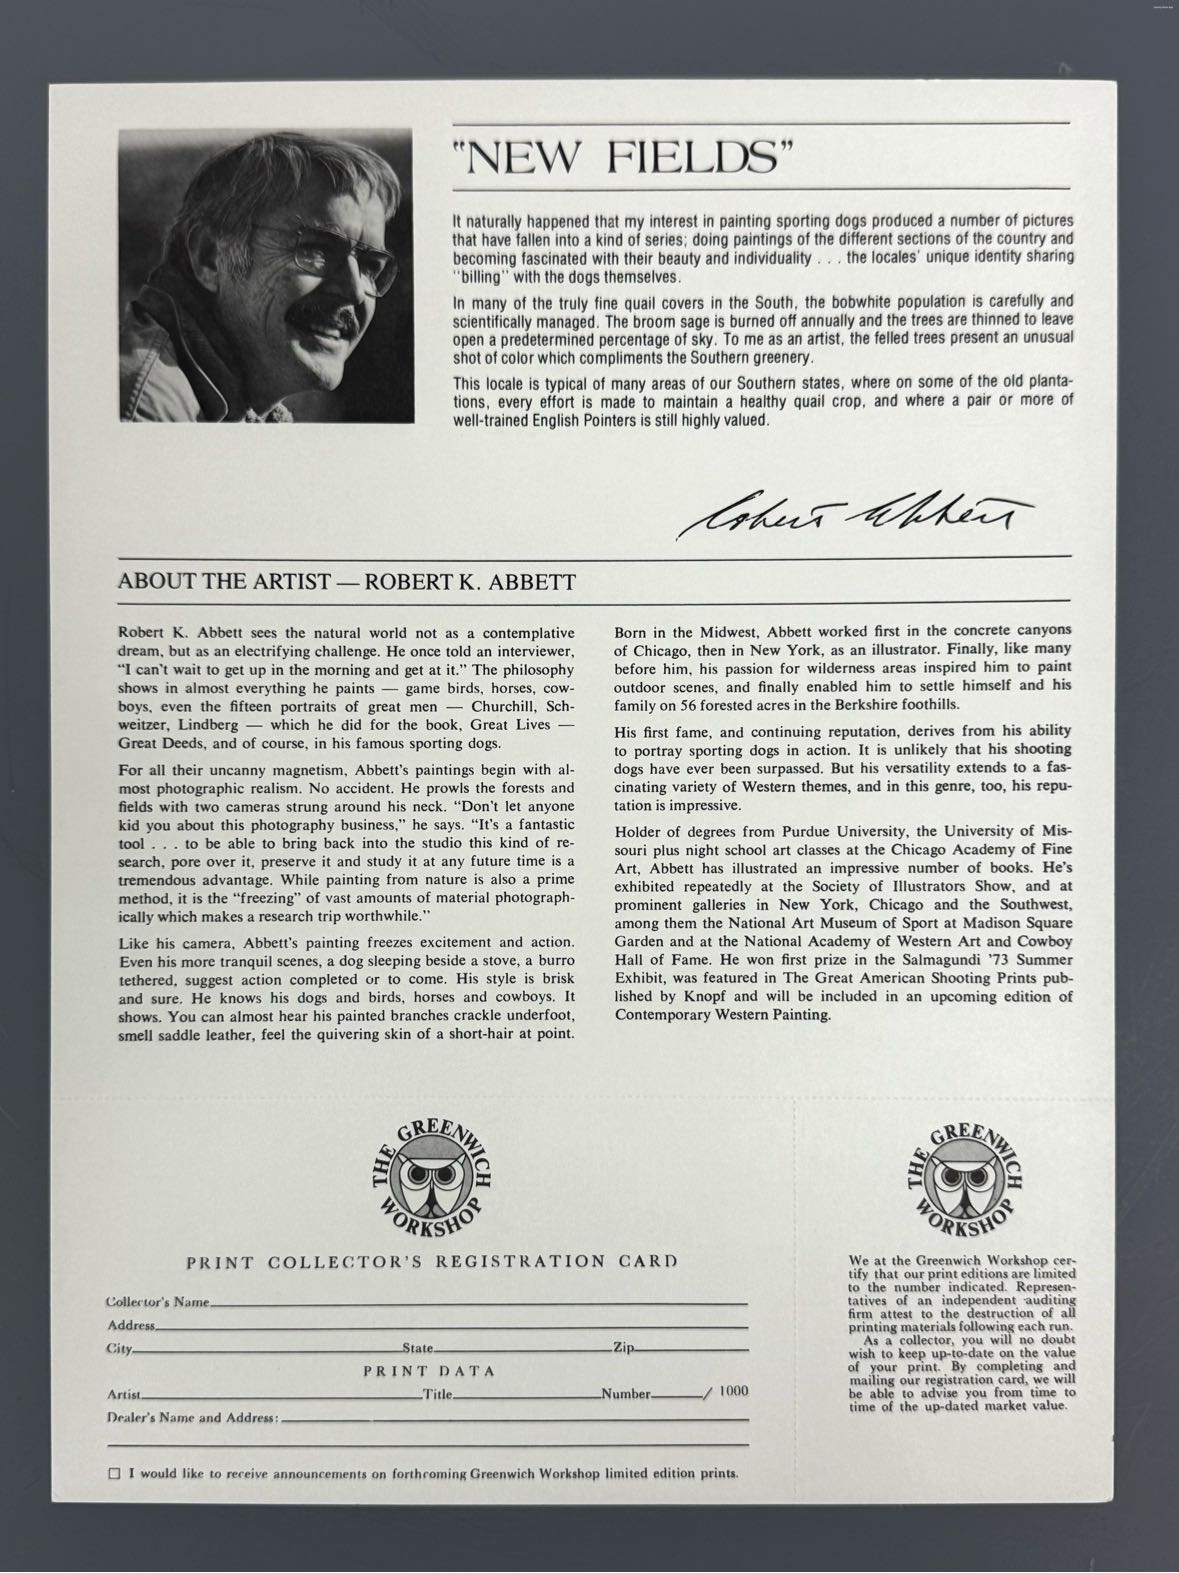 "NEW FIELDS"
It naturally happened that my interest in painting sporting dogs produced a number of pictures
that have fallen into a kind of series; doing paintings of the different sections of the country and
becoming fascinated with their beauty and individuality . . . the locales' unique identity sharing
"billing" with the dogs themselves.
In many of the truly fine quail covers in the South, the bobwhite population is carefully and
scientifically managed. The broom sage is burned off annually and the trees are thinned to leave
open a predetermined percentage of sky. To me as an artist, the felled trees present an unusual
shot of color which compliments the Southern greenery.
This locale is typical of many areas of our Southern states, where on some of the old planta-
tions, every effort is made to maintain a healthy quail crop, and where a pair or more of
well-trained English Pointers is still highly valued.
Robert Abbett
ABOUT THE ARTIST — ROBERT K. ABBETT
Robert K. Abbett sees the natural world not as a contemplative
dream, but as an electrifying challenge. He once told an interviewer,
"I can't wait to get up in the morning and get at it." The philosophy
shows in almost everything he paints — game birds, horses, cow-
boys, even the fifteen portraits of great men — Churchill, Sch-
weitzer, Lindberg — which he did for the book, Great Lives —
Great Deeds, and of course, in his famous sporting dogs.
For all their uncanny magnetism, Abbett's paintings begin with al-
most photographic realism. No accident. He prowls the forests and
fields with two cameras strung around his neck. "Don't let anyone
kid you about this photography business," he says. "It's a fantastic
tool . . . to be able to bring back into the studio this kind of re-
search, pore over it, preserve it and study it at any future time is a
tremendous advantage. While painting from nature is also a prime
method, it is the "freezing" of vast amounts of material photograph-
ically which makes a research trip worthwhile."
Like his camera, Abbett's painting freezes excitement and action.
Even his more tranquil scenes, a dog sleeping beside a stove, a burro
tethered, suggest action completed or to come. His style is brisk
and sure. He knows his dogs and birds, horses and cowboys. It
shows. You can almost hear his painted branches crackle underfoot,
smell saddle leather, feel the quivering skin of a short-hair at point.
Born in the Midwest, Abbett worked first in the concrete canyons
of Chicago, then in New York, as an illustrator. Finally, like many
before him, his passion for wilderness areas inspired him to paint
outdoor scenes, and finally enabled him to settle himself and his
family on 56 forested acres in the Berkshire foothills.
His first fame, and continuing reputation, derives from his ability
to portray sporting dogs in action. It is unlikely that his shooting
dogs have ever been surpassed. But his versatility extends to a fas-
cinating variety of Western themes, and in this genre, too, his repu-
tation is impressive.
Holder of degrees from Purdue University, the University of Mis-
souri plus night school art classes at the Chicago Academy of Fine
Art, Abbett has illustrated an impressive number of books. He's
exhibited repeatedly at the Society of Illustrators Show, and at
prominent galleries in New York, Chicago and the Southwest,
among them the National Art Museum of Sport at Madison Square
Garden and at the National Academy of Western Art and Cowboy
Hall of Fame. He won first prize in the Salmagundi '73 Summer
Exhibit, was featured in The Great American Shooting Prints pub-
lished by Knopf and will be included in an upcoming edition of
Contemporary Western Painting.
THE GREENWICH WORKSHOP
PRINT COLLECTOR'S REGISTRATION CARD
Collector's Name
Address
City State Zip
PRINT DATA
Artist Title Number / 1000
Dealer's Name and Address:
I would like to receive announcements on forthcoming Greenwich Workshop limited edition prints.
THE GREENWICH WORKSHOP
We at the Greenwich Workshop cer-
tify that our print editions are limited
to the number indicated. Represen-
tatives of an independent auditing
firm attest to the destruction of all
printing materials following each run.
As a collector, you will no doubt
wish to keep up-to-date on the value
of your print. By completing and
mailing our registration card, we will
be able to advise you from time to
time of the up-dated market value.